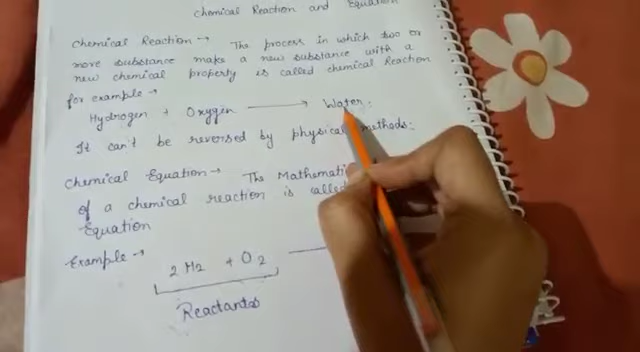 Chemical Reaction and Equation
Chemical Reaction → The process in which two or
more substance make a new substance with a
new chemical property is called chemical Reaction
for example →
Hydrogen + Oxygen ⟶ Water.
It can't be reversed by physical methods:
Chemical Equation → The Mathemati
of a chemical reaction is called
Equation
Example →
2 H2 + O2
Reactants